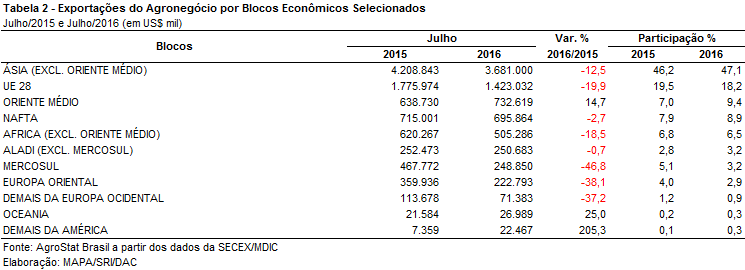 Tabela 2 - Exportações do Agronegócio por Blocos Econômicos Selecionados
Julho/2015 e Julho/2016 (em US$ mil)
Blocos Julho Var. % Participação %
2015 2016 2016/2015 2015 2016
ÁSIA (EXCL. ORIENTE MÉDIO) 4.208.843 3.681.000 -12,5 46,2 47,1
UE 28 1.775.974 1.423.032 -19,9 19,5 18,2
ORIENTE MÉDIO 638.730 732.619 14,7 7,0 9,4
NAFTA 715.001 695.864 -2,7 7,9 8,9
AFRICA (EXCL. ORIENTE MÉDIO) 620.267 505.286 -18,5 6,8 6,5
ALADI (EXCL. MERCOSUL) 252.473 250.683 -0,7 2,8 3,2
MERCOSUL 467.772 248.850 -46,8 5,1 3,2
EUROPA ORIENTAL 359.936 222.793 -38,1 4,0 2,9
DEMAIS DA EUROPA OCIDENTAL 113.678 71.383 -37,2 1,2 0,9
OCEANIA 21.584 26.989 25,0 0,2 0,3
DEMAIS DA AMÉRICA 7.359 22.467 205,3 0,1 0,3
Fonte: AgroStat Brasil a partir dos dados da SECEX/MDIC
Elaboração: MAPA/SRI/DAC